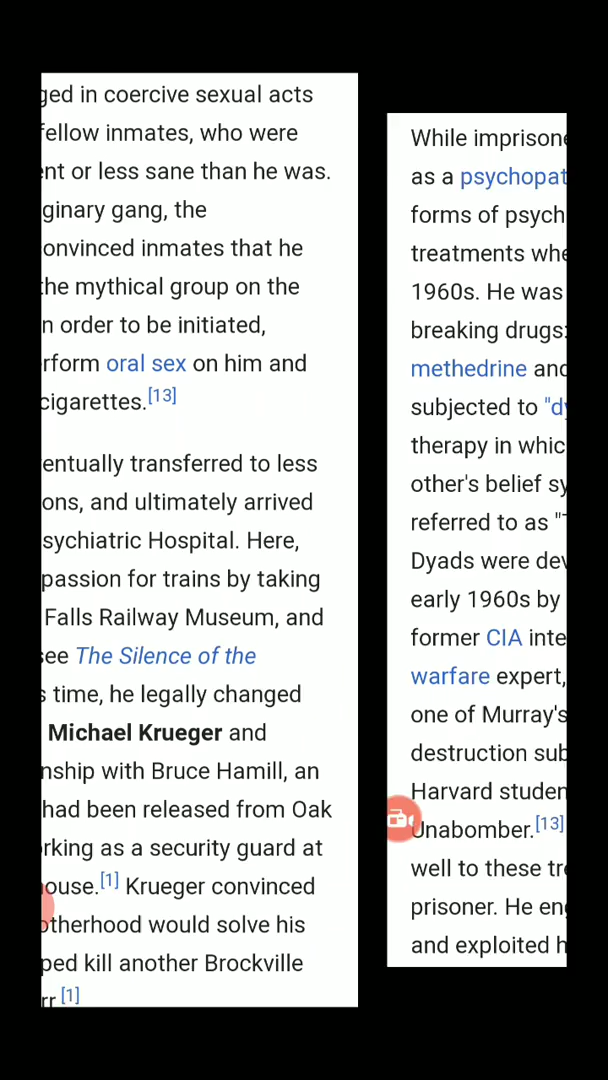 ged in coercive sexual acts
fellow inmates, who were
ent or less sane than he was.
ginary gang, the
onvinced inmates that he
the mythical group on the
n order to be initiated,
rform oral sex on him and
cigarettes.[13]
entually transferred to less
ons, and ultimately arrived
sychiatric Hospital. Here,
passion for trains by taking
Falls Railway Museum, and
see The Silence of the
s time, he legally changed
Michael Krueger and
nship with Bruce Hamill, an
had been released from Oak
orking as a security guard at
house.[1] Krueger convinced
otherhood would solve his
ped kill another Brockville
rr.[1]
While imprisone
as a psychopat
forms of psych
treatments whe
1960s. He was
breaking drugs:
methedrine and
subjected to "dy
therapy in whic
other's belief sy
referred to as "T
Dyads were dev
early 1960s by
former CIA inte
warfare expert,
one of Murray's
destruction sub
Harvard studen
Unabomber.[13]
well to these tre
prisoner. He eng
and exploited h